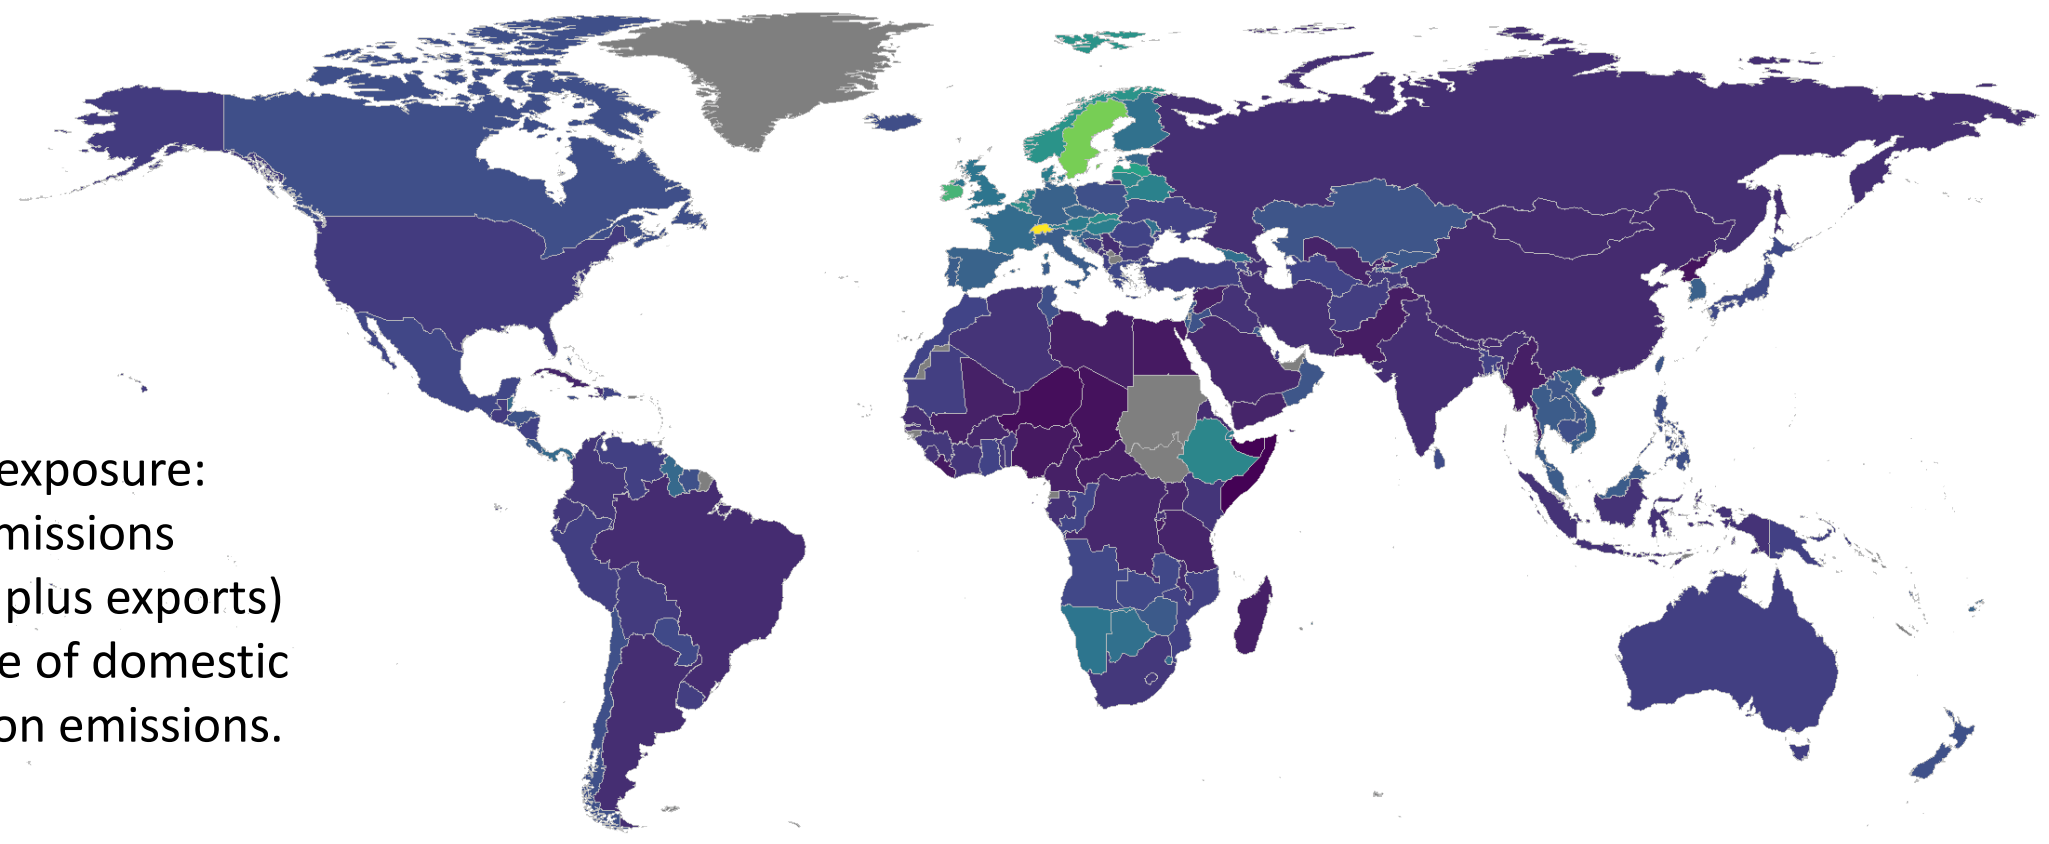 exposure:
missions
plus exports)
e of domestic
on emissions.